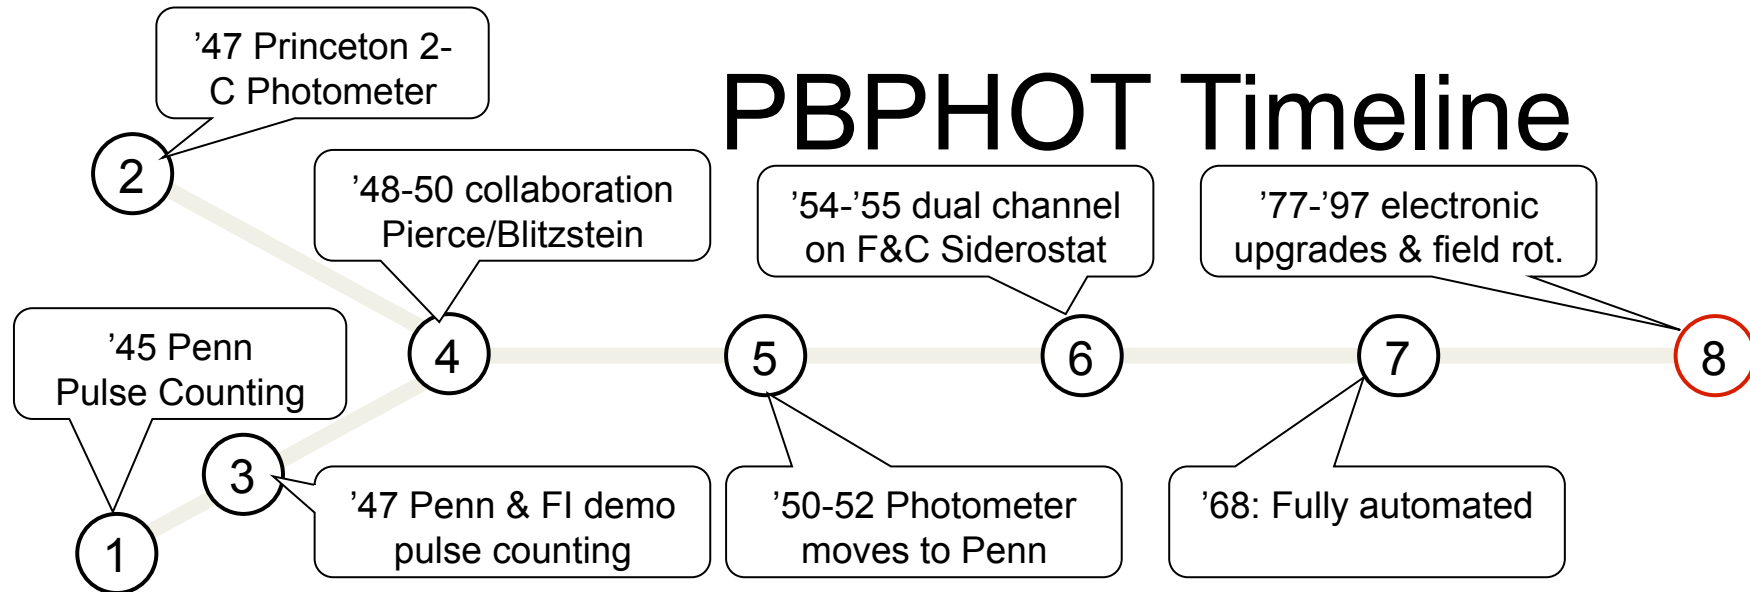 ’47 Princeton 2-
C Photometer
PBPHOT Timeline
2
’48-50 collaboration
Pierce/Blitzstein
’54-’55 dual channel
on F&C Siderostat
’77-’97 electronic
upgrades & field rot.
’45 Penn
Pulse Counting
4
5
6
7
8
3
’47 Penn & FI demo
pulse counting
’50-52 Photometer
moves to Penn
’68: Fully automated
1